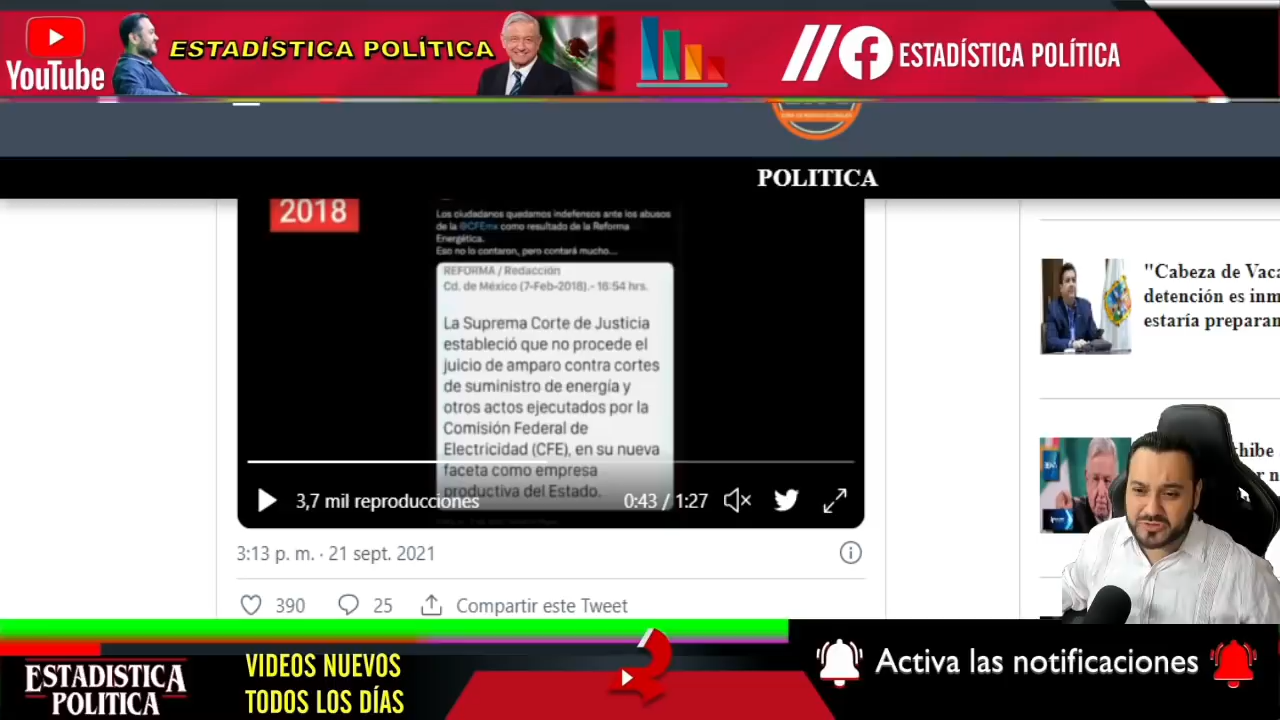 YouTube
ESTADÍSTICA POLÍTICA
ESTADÍSTICA POLÍTICA
POLITICA
2018
Los ciudadanos quedamos indefensos ante los abusos
de la @CFEmx como resultado de la Reforma
Energética.
Eso no lo contaron, pero contará mucho...
REFORMA / Redacción
Cd. de México (7-Feb-2018).- 16:54 hrs.
La Suprema Corte de Justicia
estableció que no procede el
juicio de amparo contra cortes
de suministro de energía y
otros actos ejecutados por la
Comisión Federal de
Electricidad (CFE), en su nueva
faceta como empresa
productiva del Estado.
3,7 mil reproducciones
0:43 / 1:27
3:13 p. m. · 21 sept. 2021
390
25
Compartir este Tweet
"Cabeza de Vaca
detención es inm
estaría preparan
ESTADISTICA
POLITICA
VIDEOS NUEVOS
TODOS LOS DÍAS
Activa las notificaciones